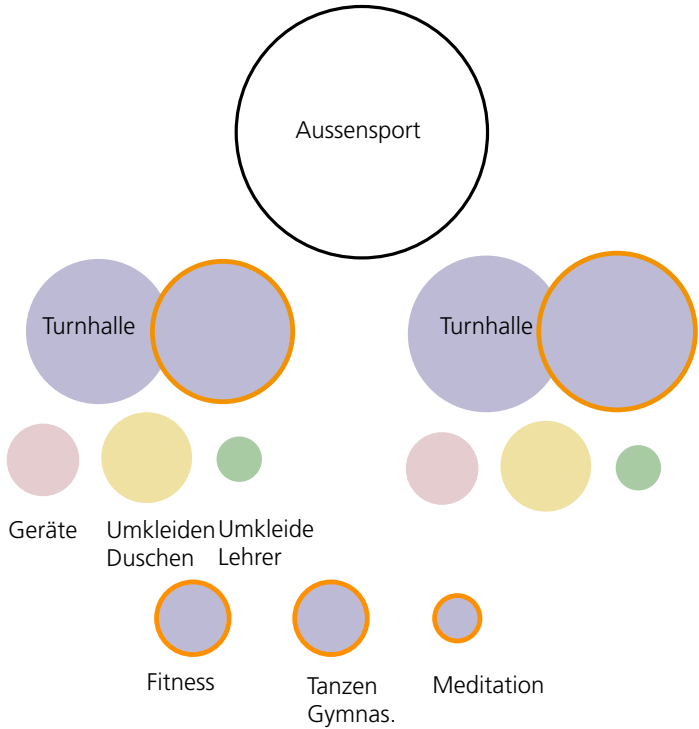 Aussensport
Turnhalle
Turnhalle
Geräte
Umkleiden
Duschen
Umkleide
Lehrer
Fitness
Tanzen
Gymnas.
Meditation